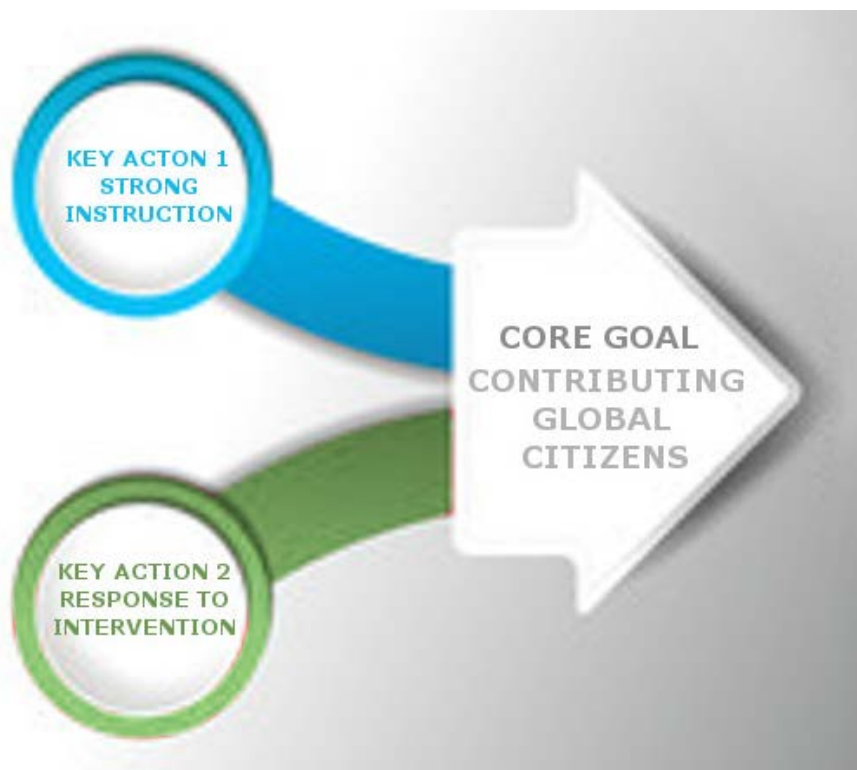 KEY ACTON 1
STRONG
INSTRUCTION
CORE GOAL
CONTRIBUTING
GLOBAL
CITIZENS
KEY ACTION 2
RESPONSE TO
INTERVENTION